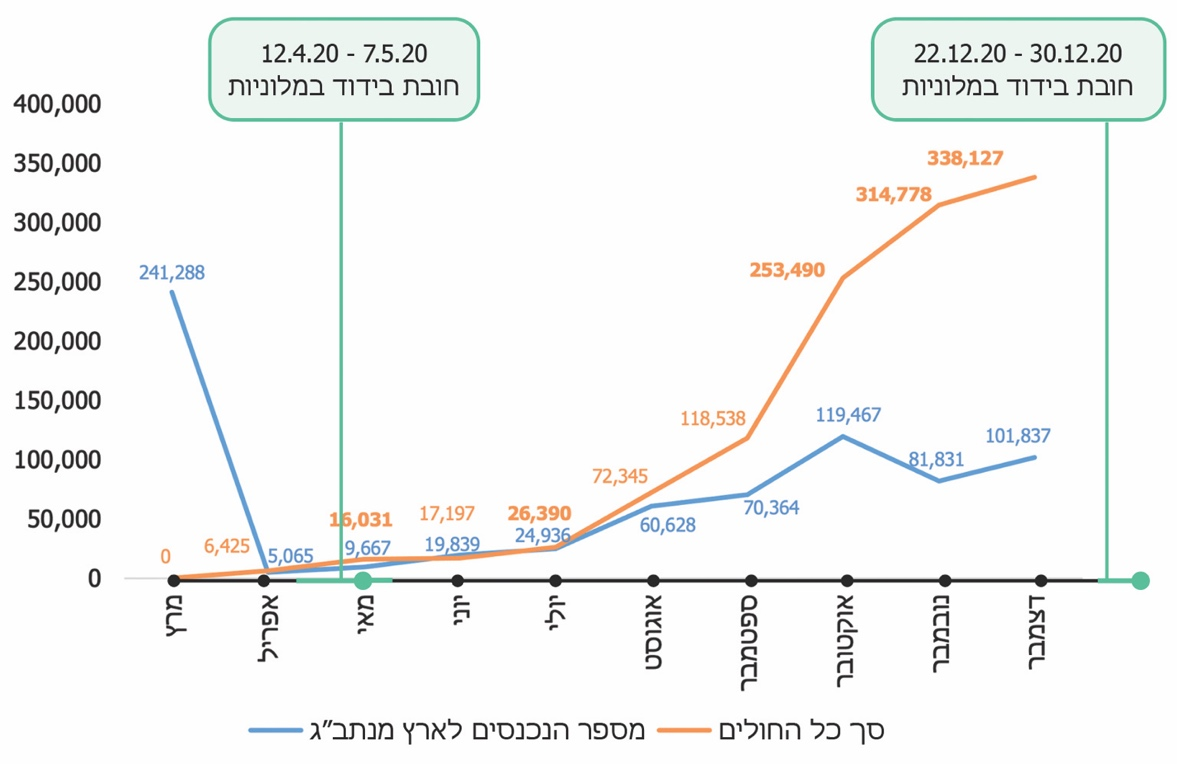 12.4.20 - 7.5.20
חובת בידוד במלוניות
22.12.20 - 30.12.20
חובת בידוד במלוניות
400,000
350,000
300,000
250,000
200,000
150,000
100,000
50,000
0
241,288
5,065
9,667
19,839
24,936
60,628
70,364
119,467
81,831
101,837
0
6,425
16,031
17,197
26,390
72,345
118,538
253,490
314,778
338,127
מרץ
אפריל
מאי
יוני
יולי
אוגוסט
ספטמבר
אוקטובר
נובמבר
דצמבר
סך כל החולים
מספר הנכנסים לארץ מנתב"ג